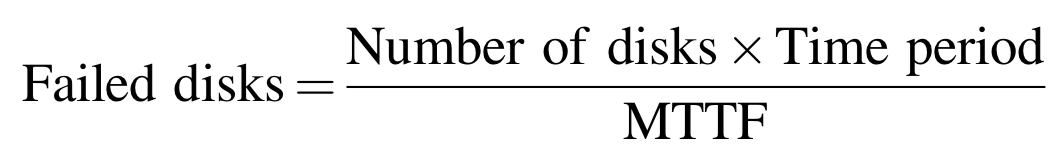 Failed disks = Number of disks × Time period / MTTF